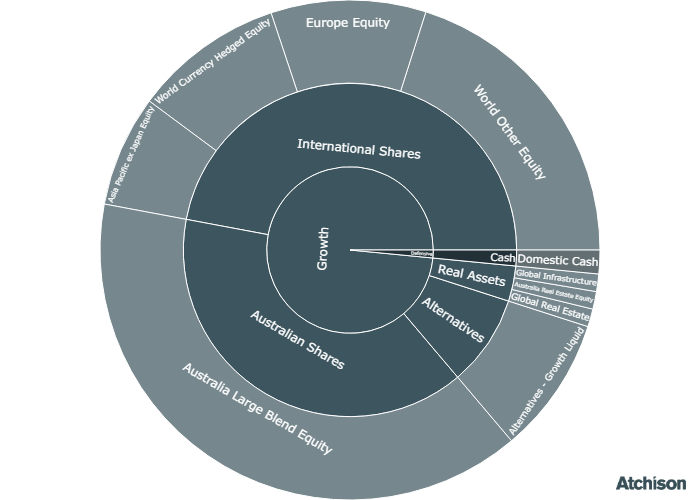 Europe Equity
World Currency Hedged Equity
World Other Equity
Asia Pacific ex Japan Equity
International Shares
Growth
Defensive
Cash
Domestic Cash
Real Assets
Global Infrastructure
Australia Real Estate Equity
Global Real Estate
Alternatives
Alternatives - Growth Liquid
Australian Shares
Australia Large Blend Equity
Atchison